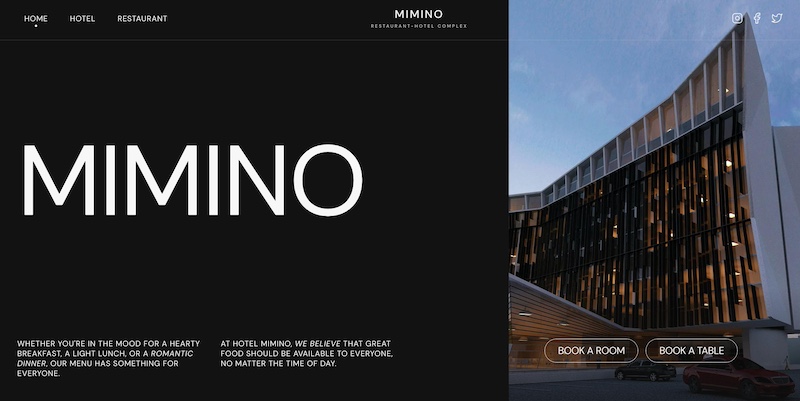 HOME HOTEL RESTAURANT
MIMINO
RESTAURANT-HOTEL COMPLEX
MIMINO
WHETHER YOU'RE IN THE MOOD FOR A HEARTY
BREAKFAST, A LIGHT LUNCH, OR A ROMANTIC
DINNER, OUR MENU HAS SOMETHING FOR
EVERYONE.
AT HOTEL MIMINO, WE BELIEVE THAT GREAT
FOOD SHOULD BE AVAILABLE TO EVERYONE,
NO MATTER THE TIME OF DAY.
BOOK A ROOM BOOK A TABLE